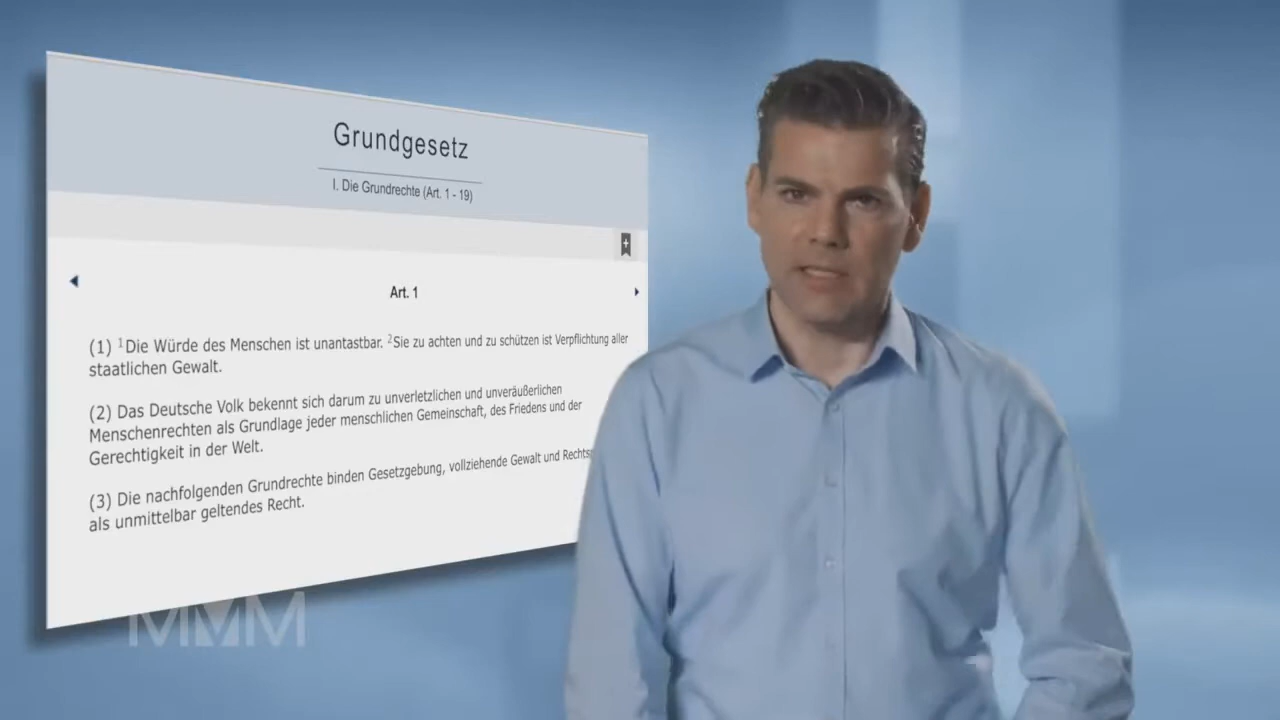 Grundgesetz
I. Die Grundrechte (Art. 1 - 19)
Art. 1
(1) ¹Die Würde des Menschen ist unantastbar. ²Sie zu achten und zu schützen ist Verpflichtung aller
staatlichen Gewalt.
(2) Das Deutsche Volk bekennt sich darum zu unverletzlichen und unveräußerlichen
Menschenrechten als Grundlage jeder menschlichen Gemeinschaft, des Friedens und der
Gerechtigkeit in der Welt.
(3) Die nachfolgenden Grundrechte binden Gesetzgebung, vollziehende Gewalt und
als unmittelbar geltendes Recht.
MMM